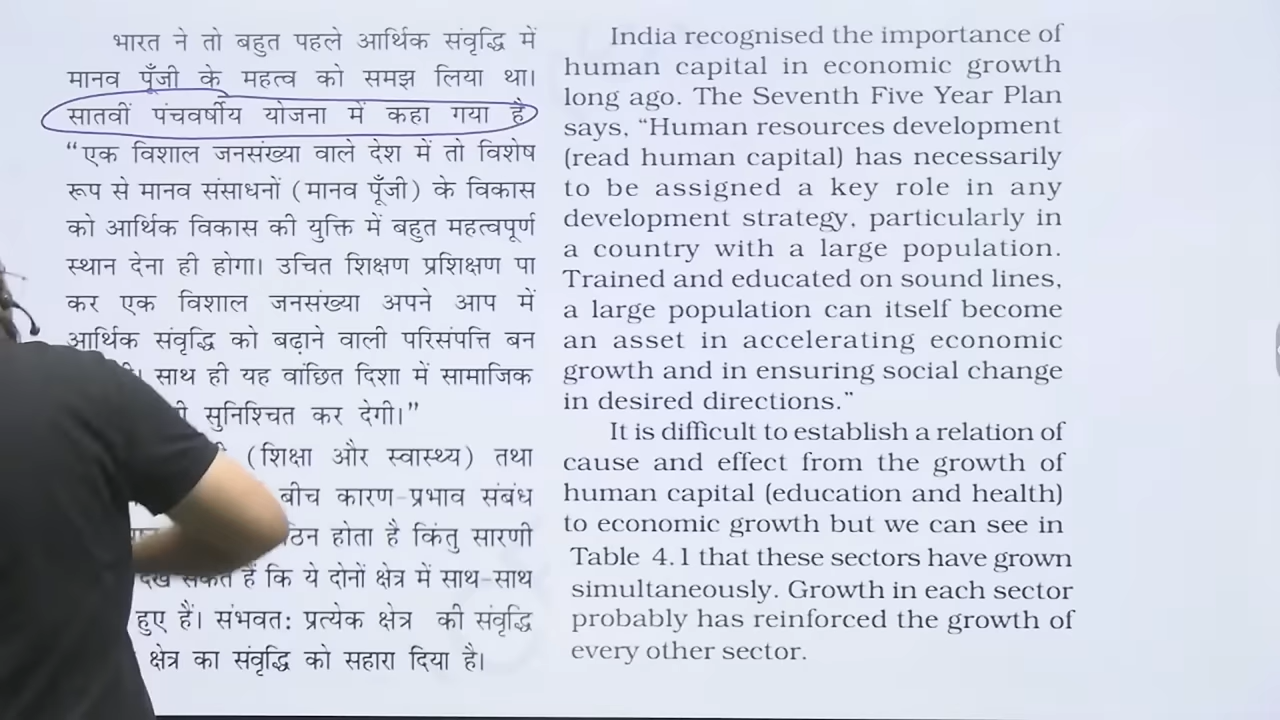 भारत ने तो बहुत पहले आर्थिक संवृद्धि में
मानव पूँजी के महत्व को समझ लिया था।
सातवीं पंचवर्षीय योजना में कहा गया है
“एक विशाल जनसंख्या वाले देश में तो विशेष
रूप से मानव संसाधनों (मानव पूँजी) के विकास
को आर्थिक विकास की युक्ति में बहुत महत्वपूर्ण
स्थान देना ही होगा। उचित शिक्षण प्रशिक्षण पा
कर एक विशाल जनसंख्या अपने आप में
आर्थिक संवृद्धि को बढ़ाने वाली परिसंपत्ति बन
साथ ही यह वांछित दिशा में सामाजिक
सुनिश्चित कर देगी।”
(शिक्षा और स्वास्थ्य) तथा
बीच कारण-प्रभाव संबंध
होता है किंतु सारणी
देख सकते हैं कि ये दोनों क्षेत्र में साथ-साथ
हुए हैं। संभवत: प्रत्येक क्षेत्र की संवृद्धि
क्षेत्र का संवृद्धि को सहारा दिया है।
India recognised the importance of
human capital in economic growth
long ago. The Seventh Five Year Plan
says, “Human resources development
(read human capital) has necessarily
to be assigned a key role in any
development strategy, particularly in
a country with a large population.
Trained and educated on sound lines,
a large population can itself become
an asset in accelerating economic
growth and in ensuring social change
in desired directions.”
It is difficult to establish a relation of
cause and effect from the growth of
human capital (education and health)
to economic growth but we can see in
Table 4.1 that these sectors have grown
simultaneously. Growth in each sector
probably has reinforced the growth of
every other sector.